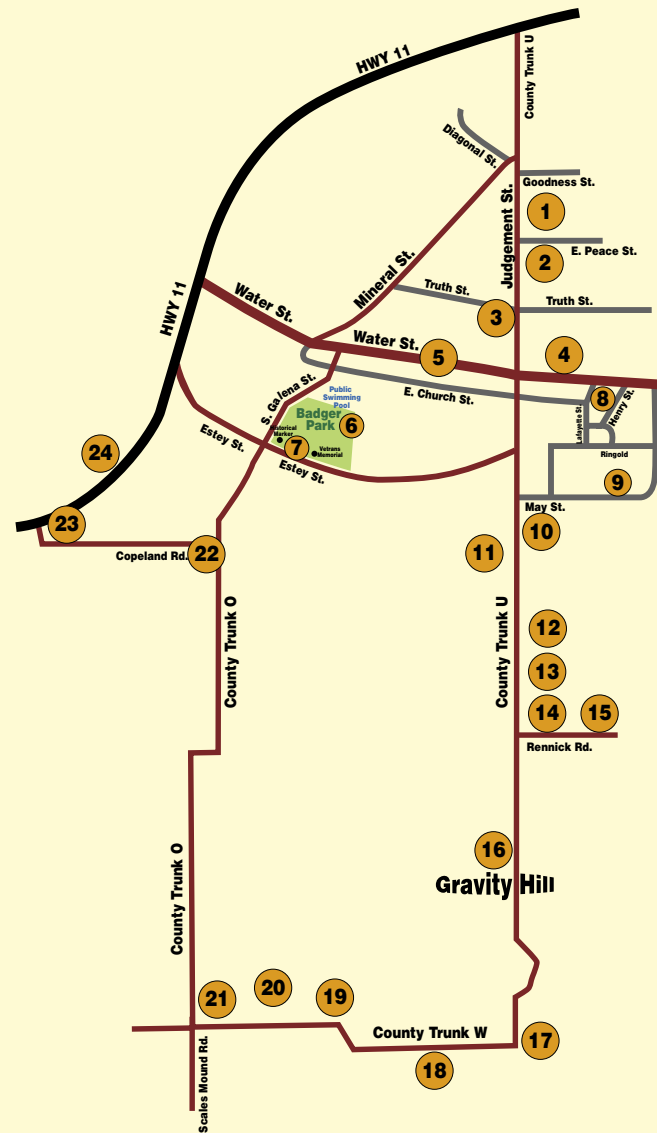 HWY 11
County Trunk U
Diagonal St.
Goodness St.
1
Judgement St.
E. Peace St.
2
Mineral St.
Truth St.
3
Truth St.
HWY 11
Water St.
Water St.
5
4
E. Church St.
S. Galena St.
Public
Swimming
Pool
Badger
Park
6
Historical
Marker
7
Vetrans
Memorial
Estey St.
Estey St.
8
Lafayette St.
Henry St.
Ringold
9
24
23
May St.
10
Copeland Rd.
22
11
County Trunk O
County Trunk U
12
13
14
15
Rennick Rd.
16
Gravity Hill
County Trunk O
21
20
19
County Trunk W
17
18
Scales Mound Rd.